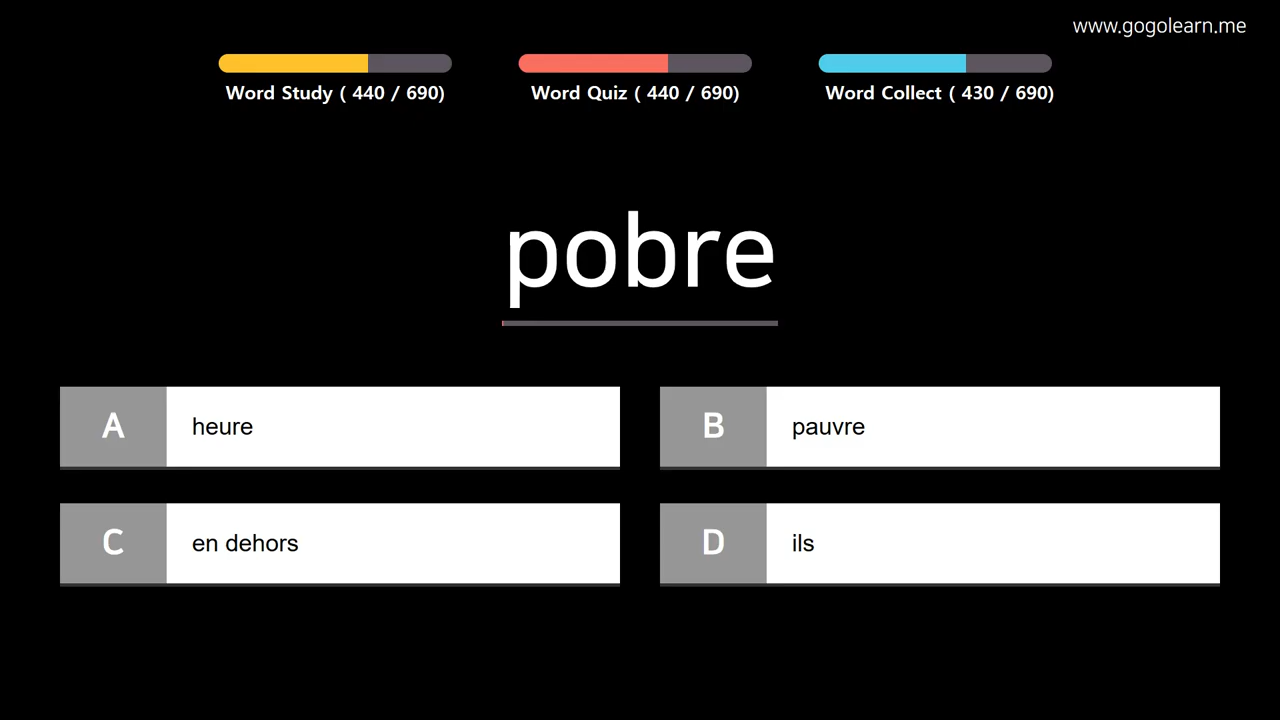 www.gogolearn.me
Word Study ( 440 / 690)
Word Quiz ( 440 / 690)
Word Collect ( 430 / 690)
pobre
A heure
B pauvre
C en dehors
D ils